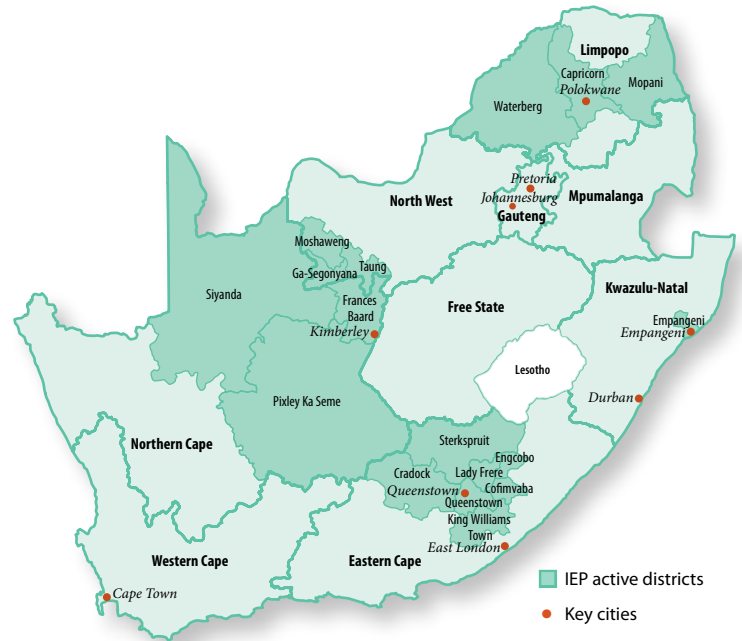 Limpopo
Capricorn
Polokwane
Mopani
Waterberg
Pretoria
Johannesburg
Gauteng
North West
Mpumalanga
Moshaweng
Taung
Ga-Segonyana
Siyanda
Frances
Baard
Kimberley
Free State
Kwazulu-Natal
Empangeni
Empangeni
Lesotho
Durban
Pixley Ka Seme
Northern Cape
Sterkspruit
Engcobo
Cradock
Lady Frere
Queenstown
Cofimvaba
Queenstown
King Williams
Town
East London
Western Cape
Eastern Cape
Cape Town
IEP active districts
Key cities